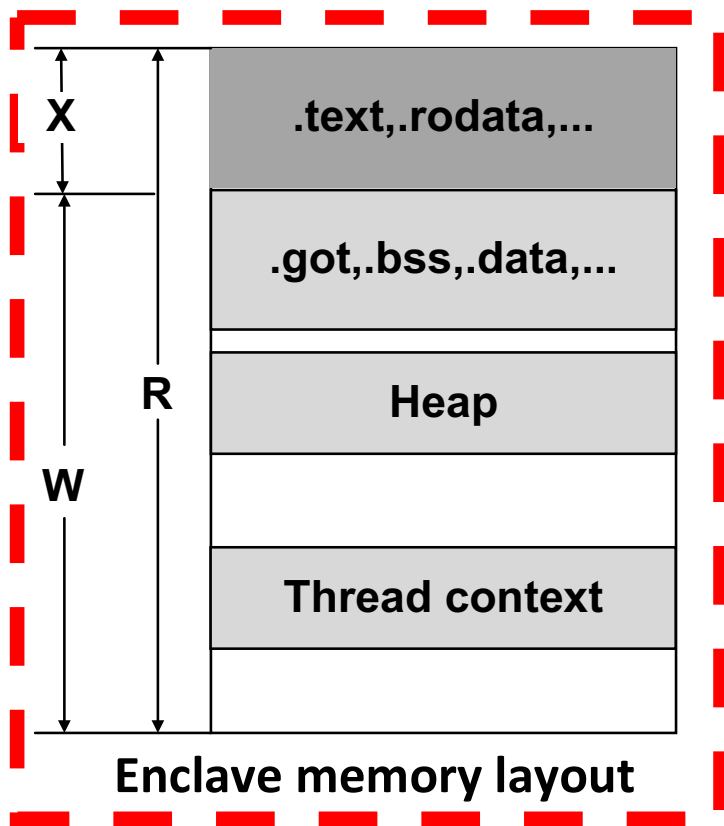 X
.text,.rodata,...
.got,.bss,.data,...
R
Heap
W
Thread context
Enclave memory layout